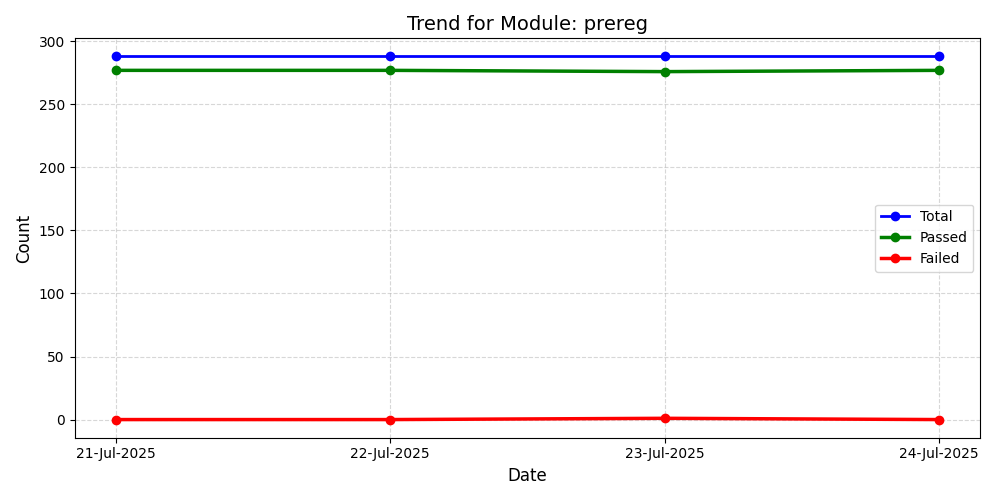 Trend for Module: prereg
300
250
200
150
100
50
0
Count
Total
Passed
Failed
21-Jul-2025 22-Jul-2025 23-Jul-2025 24-Jul-2025
Date